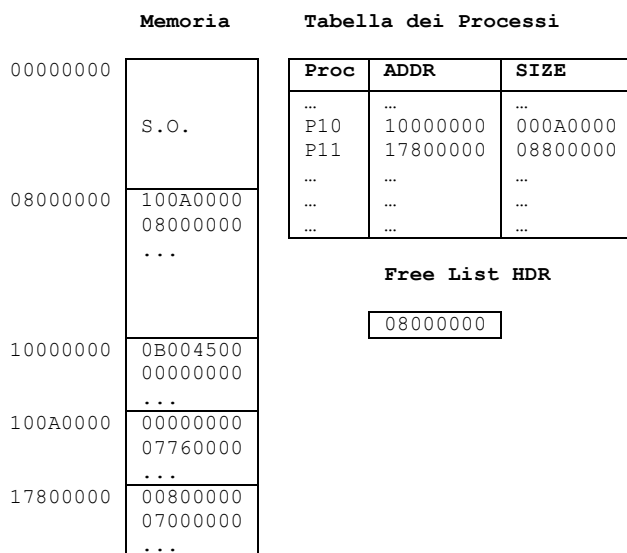 Memoria
Tabella dei Processi
00000000
S.O.
08000000
100A0000
08000000
...
10000000
0B004500
00000000
...
100A0000
00000000
07760000
...
17800000
00800000
07000000
...
Proc ADDR SIZE
… … …
P10 10000000 000A0000
P11 17800000 08800000
… … …
… … …
… … …
Free List HDR
08000000